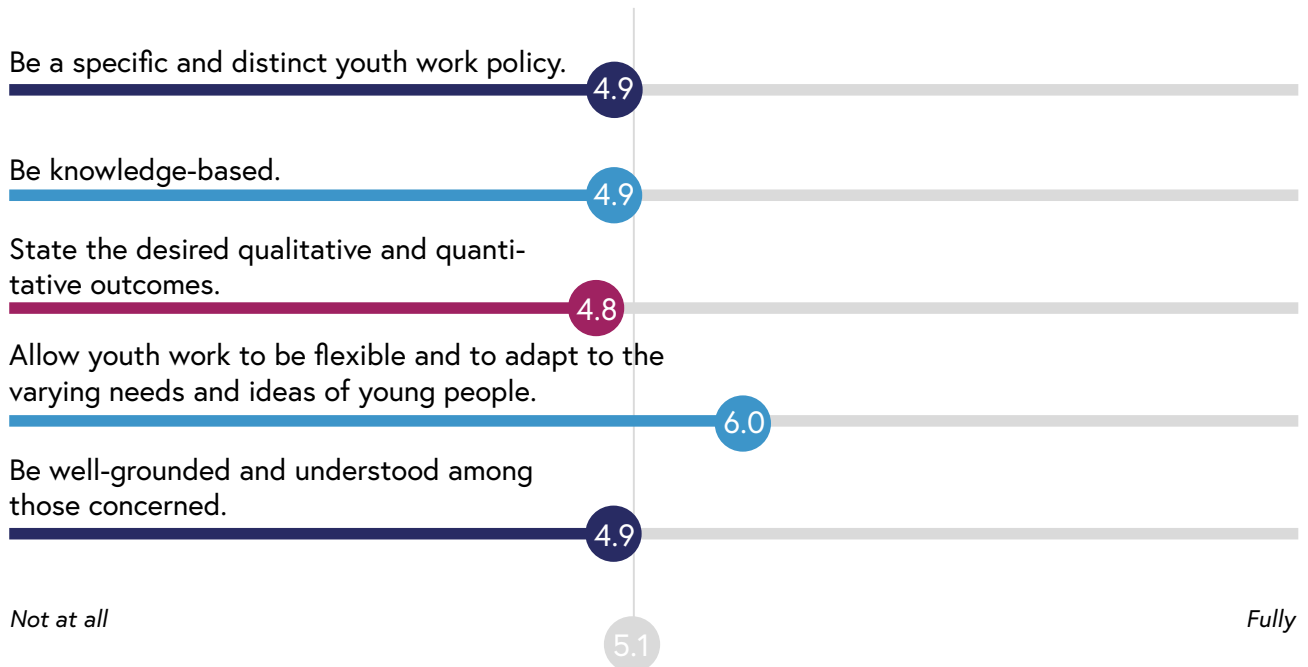 Be a specific and distinct youth work policy.
4.9
Be knowledge-based.
4.9
State the desired qualitative and quanti-
tative outcomes.
4.8
Allow youth work to be flexible and to adapt to the
varying needs and ideas of young people.
6.0
Be well-grounded and understood among
those concerned.
4.9
Not at all
Fully
5.1